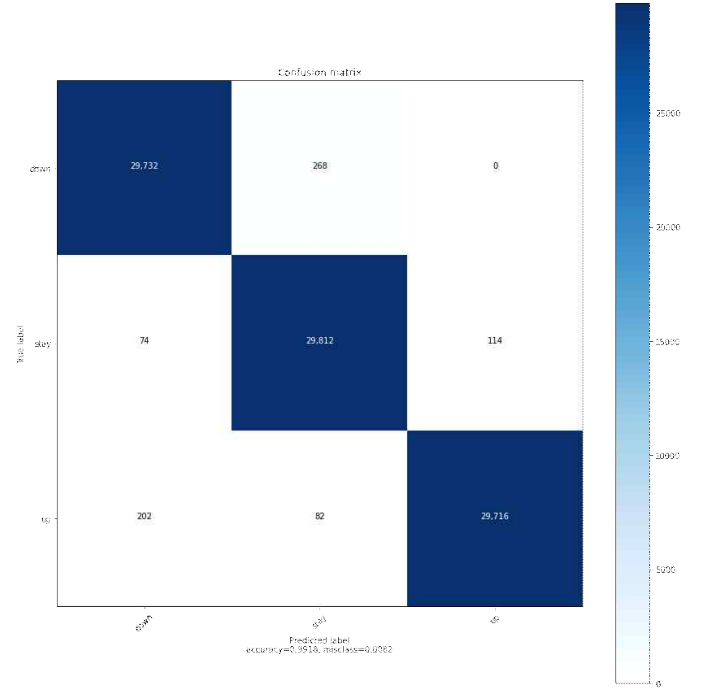 Confusion matrix
29,732 268 0
74 29,812 114
202 82 29,716
down
stay
up
True label
down stay up
Predicted label
accuracy=0.9918, misclass=0.0082
25000
20000
15000
10000
5000
0